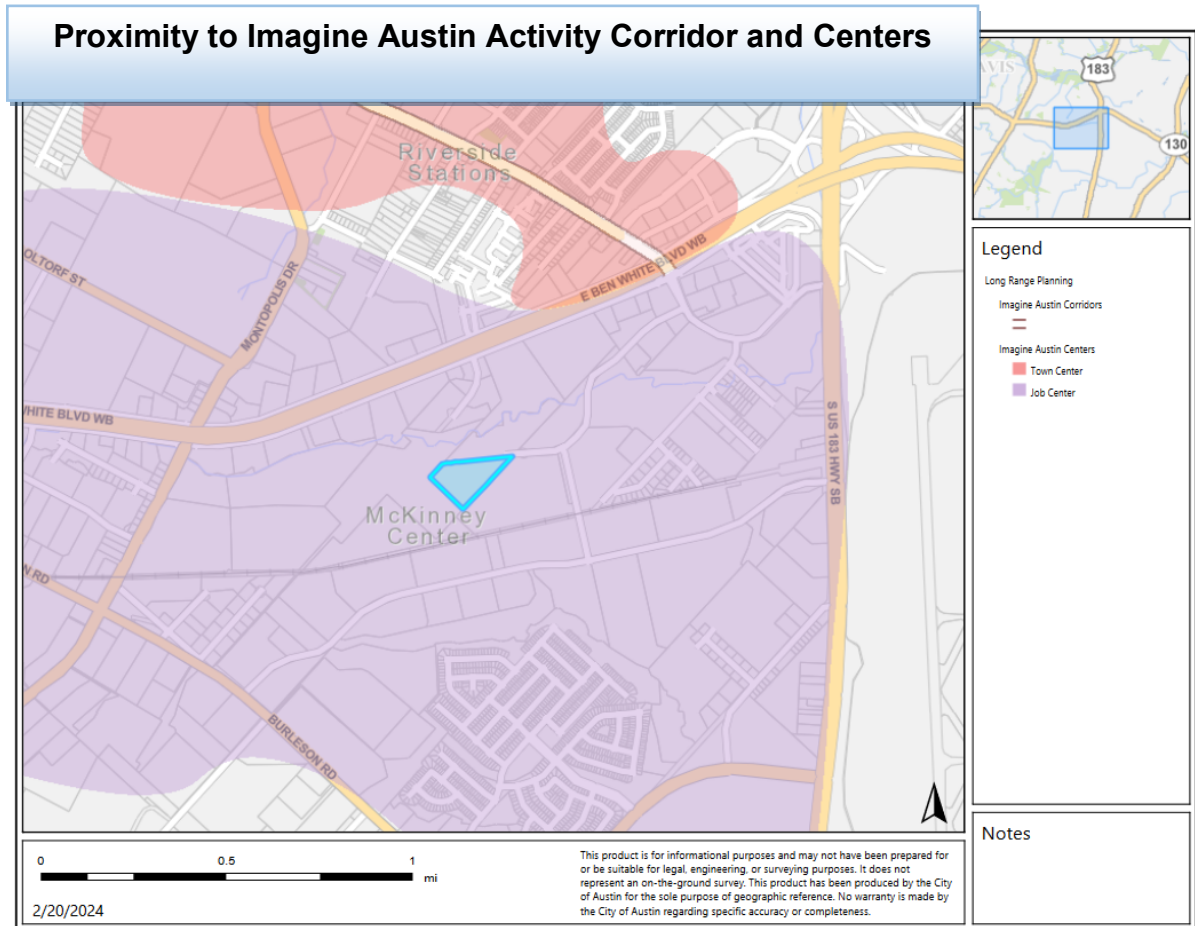 Proximity to Imagine Austin Activity Corridor and Centers
183
130
Riverside
Stations
E BEN WHITE BLVD WB
OLTORF ST
MONTOPOLIS DR
WHITE BLVD WB
S US 183 HWY SB
McKinney
Center
N RD
BURLESON RD
Legend
Long Range Planning
Imagine Austin Corridors
Imagine Austin Centers
Town Center
Job Center
Notes
0 0.5 1
mi
2/20/2024
This product is for informational purposes and may not have been prepared for
or be suitable for legal, engineering, or surveying purposes. It does not
represent an on-the-ground survey. This product has been produced by the City
of Austin for the sole purpose of geographic reference. No warranty is made by
the City of Austin regarding specific accuracy or completeness.